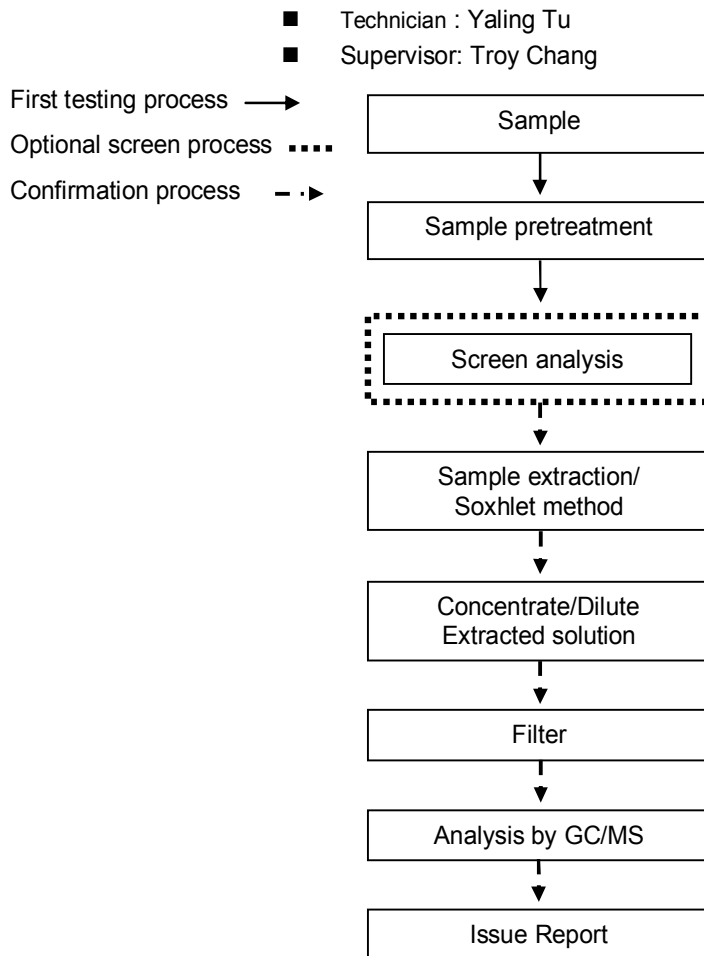 ■ Technician : Yaling Tu
■ Supervisor: Troy Chang
First testing process
Optional screen process
Confirmation process
Sample
Sample pretreatment
Screen analysis
Sample extraction/
Soxhlet method
Concentrate/Dilute
Extracted solution
Filter
Analysis by GC/MS
Issue Report